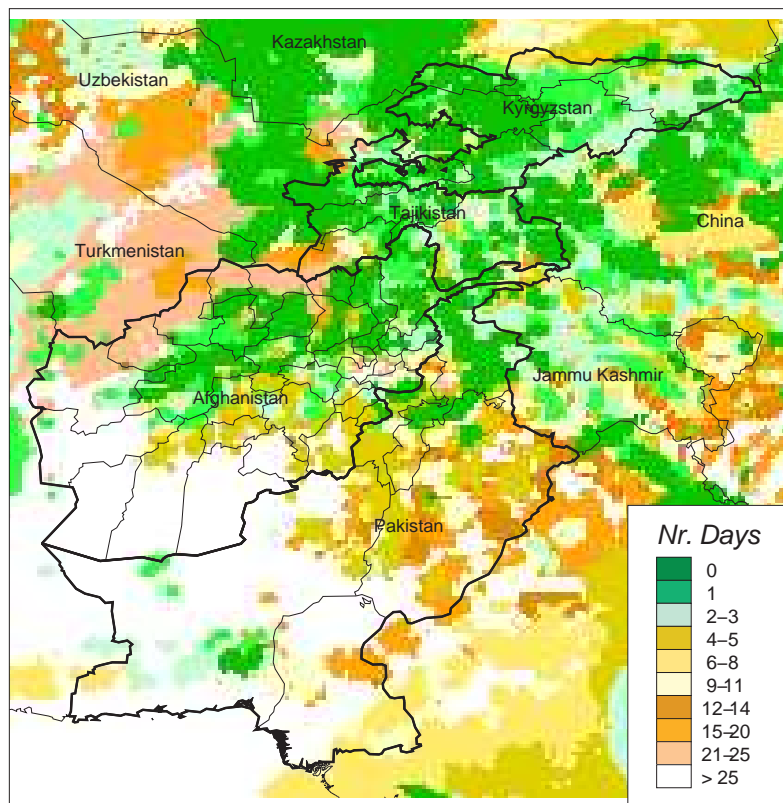 Kazakhstan
Uzbekistan
Kyrgyzstan
Tajikistan
China
Turkmenistan
Jammu Kashmir
Afghanistan
Pakistan
Nr. Days
0
1
2–3
4–5
6–8
9–11
12–14
15–20
21–25
> 25